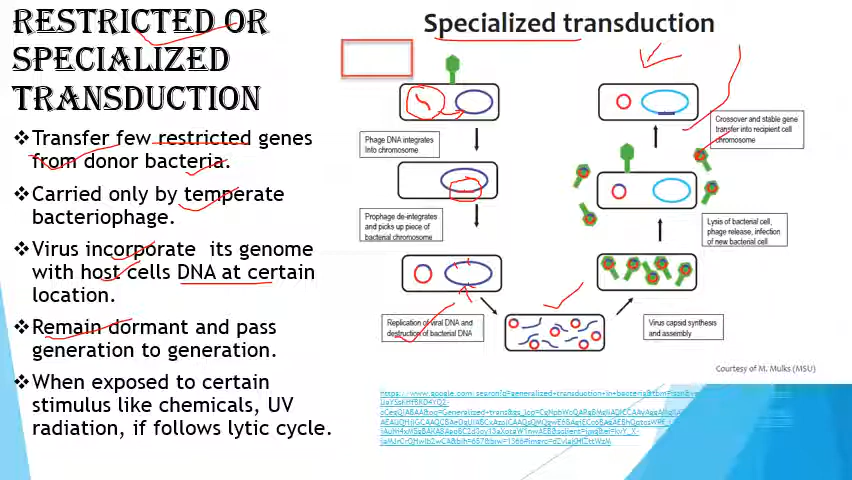 RESTRICTED OR
SPECIALIZED
TRANSDUCTION
❖Transfer few restricted genes
from donor bacteria.
❖Carried only by temperate
bacteriophage.
❖Virus incorporate its genome
with host cells DNA at certain
location.
❖Remain dormant and pass
generation to generation.
❖When exposed to certain
stimulus like chemicals, UV
radiation, if follows lytic cycle.
Specialized transduction
Phage DNA integrates
Into chromosome
Prophage de-integrates
and picks up piece of
bacterial chromosome
Replication of viral DNA and
destruction of bacterial DNA
Crossover and stable gene
transfer into recipient cell
chromosome
Lysis of bacterial cell,
phage release, infection
of new bacterial cell
Virus capsid synthesis
and assembly
Courtesy of M. Mulks (MSU)